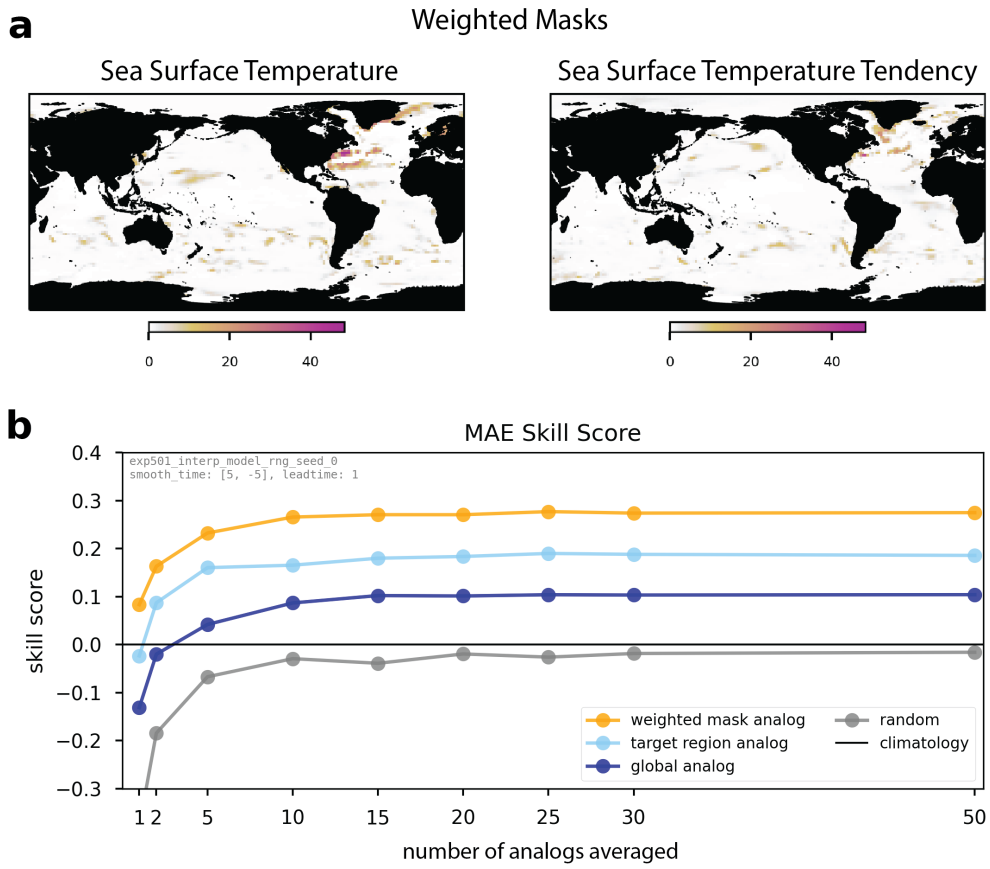 a
Weighted Masks
Sea Surface Temperature
Sea Surface Temperature Tendency
0 20 40
0 20 40
b
MAE Skill Score
exp501_interp_model_rng_seed_0
smooth_time: [5, -5], leadtime: 1
0.4
0.3
0.2
0.1
0.0
−0.1
−0.2
−0.3
skill score
weighted mask analog
target region analog
global analog
random
climatology
1 2 5 10 15 20 25 30 50
number of analogs averaged